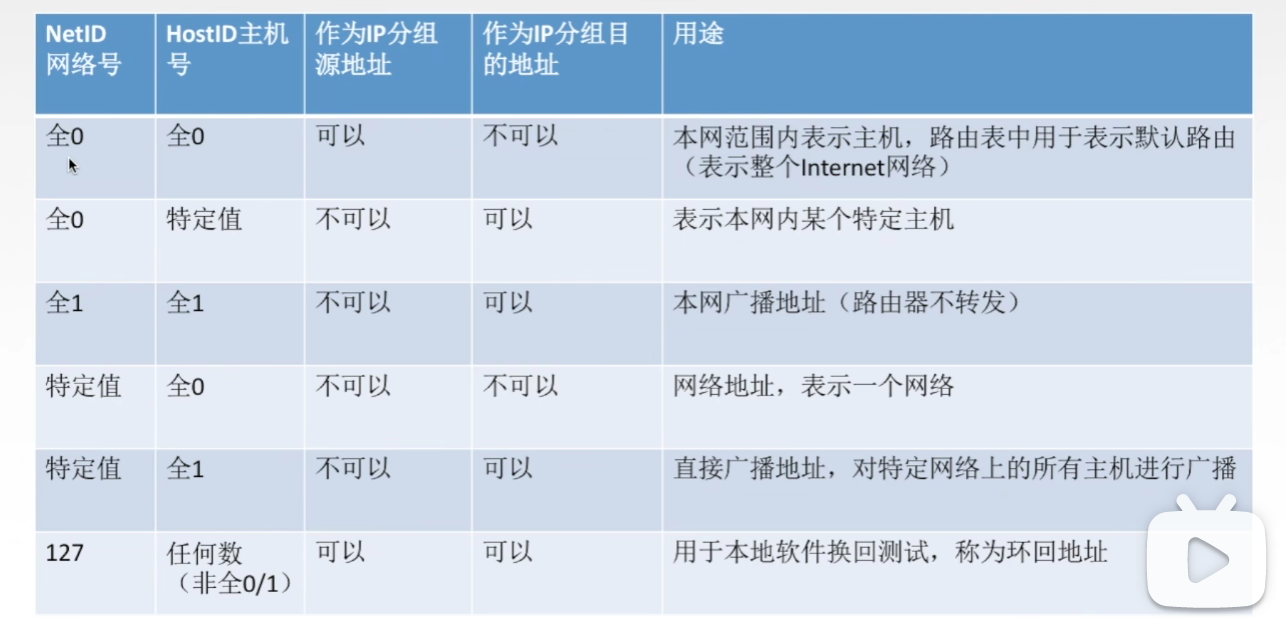 NetID
网络号
HostID主机
号
作为IP分组
源地址
作为IP分组目
的地址
用途
全0
全0
可以
不可以
本网范围内表示主机，路由表中用于表示默认路由
（表示整个Internet网络）
全0
特定值
不可以
可以
表示本网内某个特定主机
全1
全1
不可以
可以
本网广播地址（路由器不转发）
特定值
全0
不可以
不可以
网络地址，表示一个网络
特定值
全1
不可以
可以
直接广播地址，对特定网络上的所有主机进行广播
127
任何数
（非全0/1）
可以
可以
用于本地软件换回测试，称为环回地址